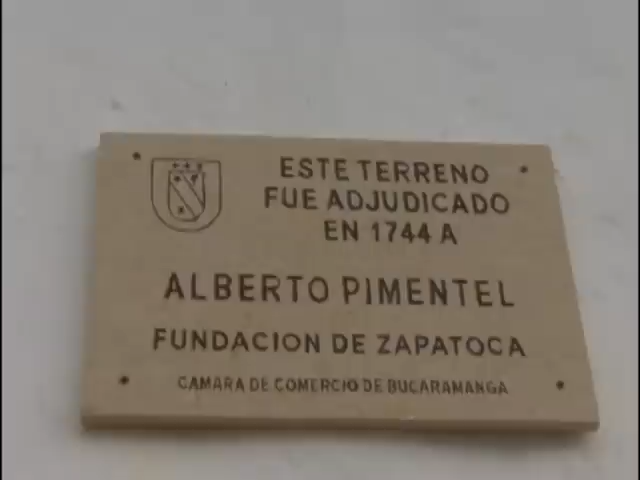 ESTE TERRENO
FUE ADJUDICADO
EN 1744 A
ALBERTO PIMENTEL
FUNDACION DE ZAPATOCA
CAMARA DE COMERCIO DE BUCARAMANGA